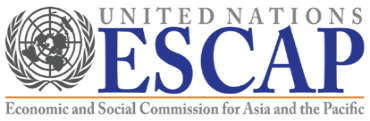 UNITED NATIONS
ESCAP
Economic and Social Commission for Asia and the Pacific